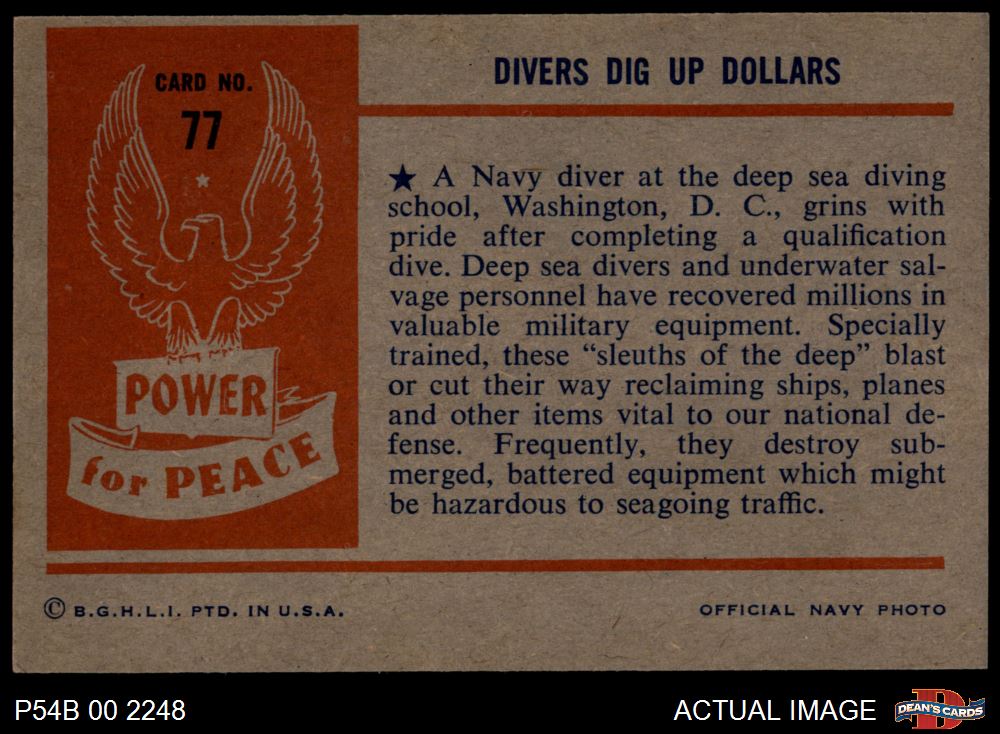 CARD NO.
77
POWER
for PEACE
DIVERS DIG UP DOLLARS
★ A Navy diver at the deep sea diving
school, Washington, D. C., grins with
pride after completing a qualification
dive. Deep sea divers and underwater sal-
vage personnel have recovered millions in
valuable military equipment. Specially
trained, these “sleuths of the deep” blast
or cut their way reclaiming ships, planes
and other items vital to our national de-
fense. Frequently, they destroy sub-
merged, battered equipment which might
be hazardous to seagoing traffic.
© B.G.H.L.I. PTD. IN U.S.A.
OFFICIAL NAVY PHOTO
P54B 00 2248
ACTUAL IMAGE
DEAN'S CARDS